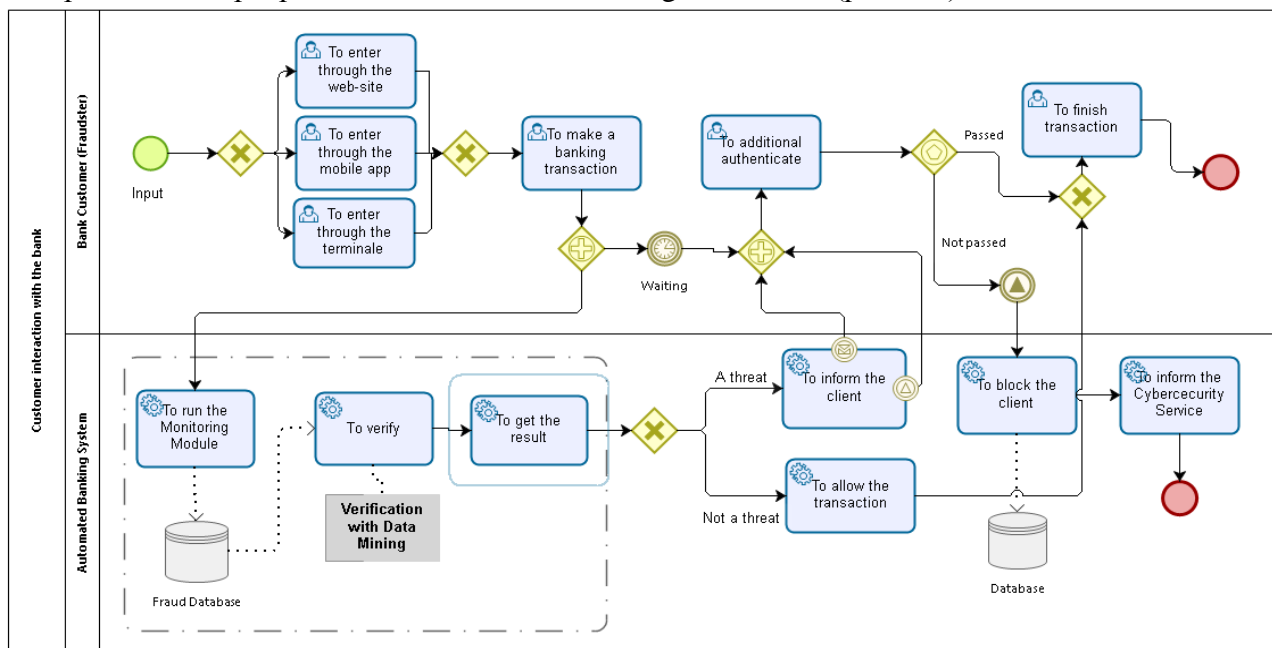 Customer interaction with the bank
Bank Customer (Fraudster)
Input
To enter
through the
web-site
To enter
through the
mobile app
To enter
through the
terminale
To make a
banking
transaction
Waiting
To additional
authenticate
Passed
Not passed
To finish
transaction
Automated Banking System
To run the
Monitoring
Module
Fraud Database
To verify
Verification
with Data
Mining
To get the
result
A threat
Not a threat
To inform the
client
To allow the
transaction
To block the
client
Database
To inform the
Cybercecurity
Service